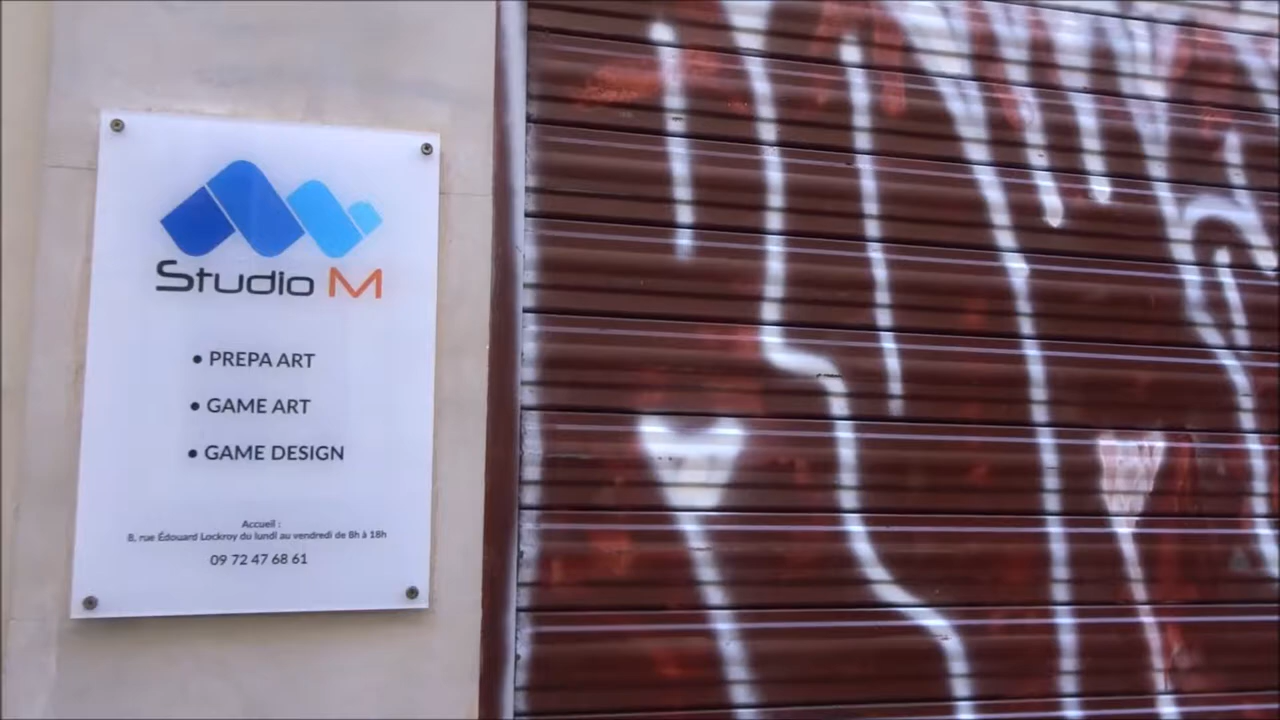 Studio M
• PREPA ART
• GAME ART
• GAME DESIGN
Accueil :
8, rue Édouard Lockroy du lundi au vendredi de 8h à 18h
09 72 47 68 61